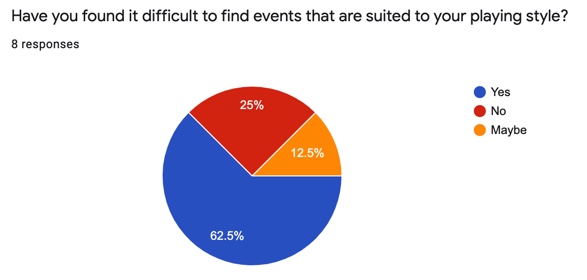 Have you found it difficult to find events that are suited to your playing style?
8 responses
25%
12.5%
62.5%
Yes
No
Maybe